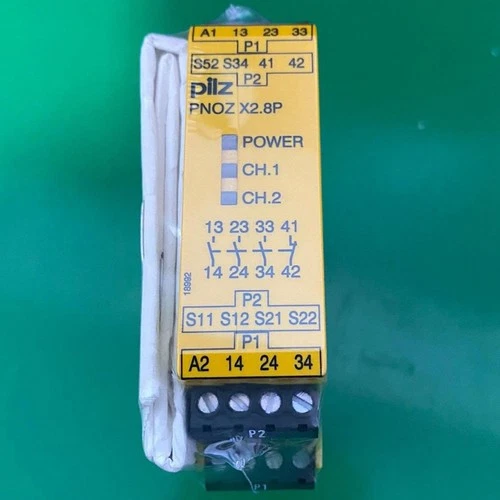 A1 13 23 33
P1
S52 S34 41 42
P2
pilz
PNOZ X2.8P
POWER
CH.1
CH.2
13 23 33 41
14 24 34 42
18992
P2
S11 S12 S21 S22
P1
A2 14 24 34
P2
P1